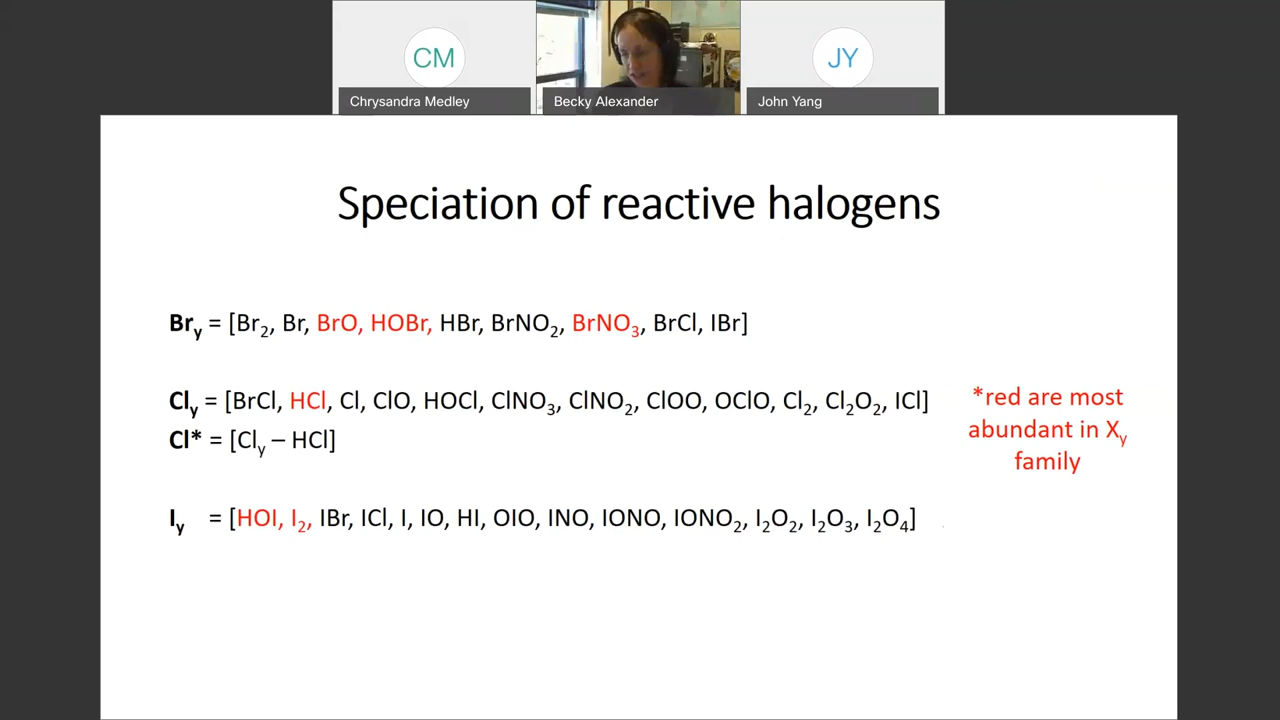 CM
JY
Chrysandra Medley
Becky Alexander
John Yang
Speciation of reactive halogens
Br_y = [Br_2, Br, BrO, HOBr, HBr, BrNO_2, BrNO_3, BrCl, IBr]
Cl_y = [BrCl, HCl, Cl, ClO, HOCl, ClNO_3, ClNO_2, ClOO, OClO, Cl_2, Cl_2O_2, ICl]
Cl* = [Cl_y – HCl]
*red are most
abundant in X_y
family
I_y = [HOI, I_2, IBr, ICl, I, IO, HI, OIO, INO, IONO, IONO_2, I_2O_2, I_2O_3, I_2O_4]